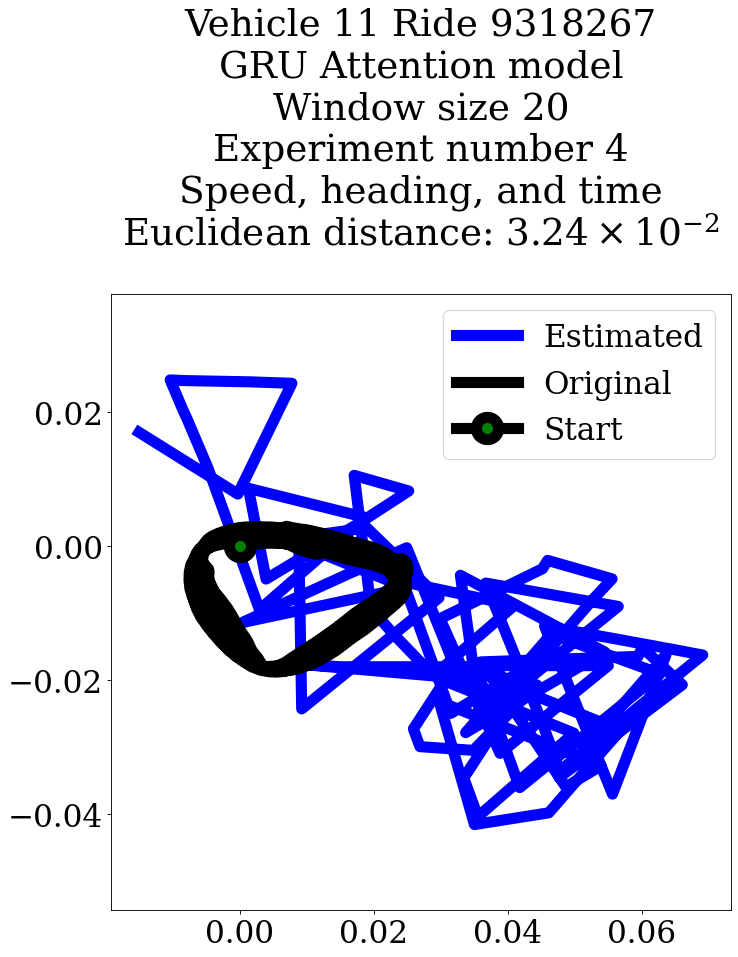 Vehicle 11 Ride 9318267
GRU Attention model
Window size 20
Experiment number 4
Speed, heading, and time
Euclidean distance: 3.24 × 10⁻²
Estimated
Original
Start
0.02
0.00
−0.02
−0.04
0.00 0.02 0.04 0.06